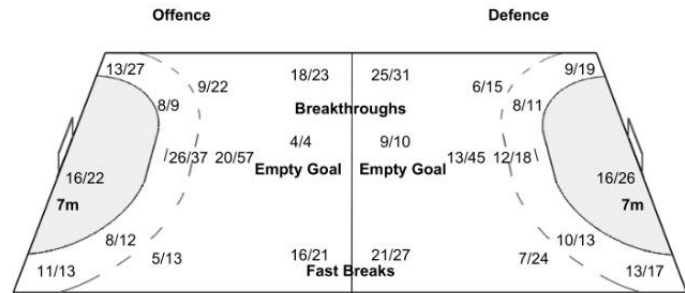 Offence Defence
13/27 18/23 25/31 9/19
9/22 6/15
8/9 Breakthroughs 8/11
4/4 9/10
26/37 20/57 Empty Goal Empty Goal 13/45 12/18
16/22 16/26
7m 7m
8/12 10/13
5/13 16/21 21/27 7/24
11/13 Fast Breaks 13/17